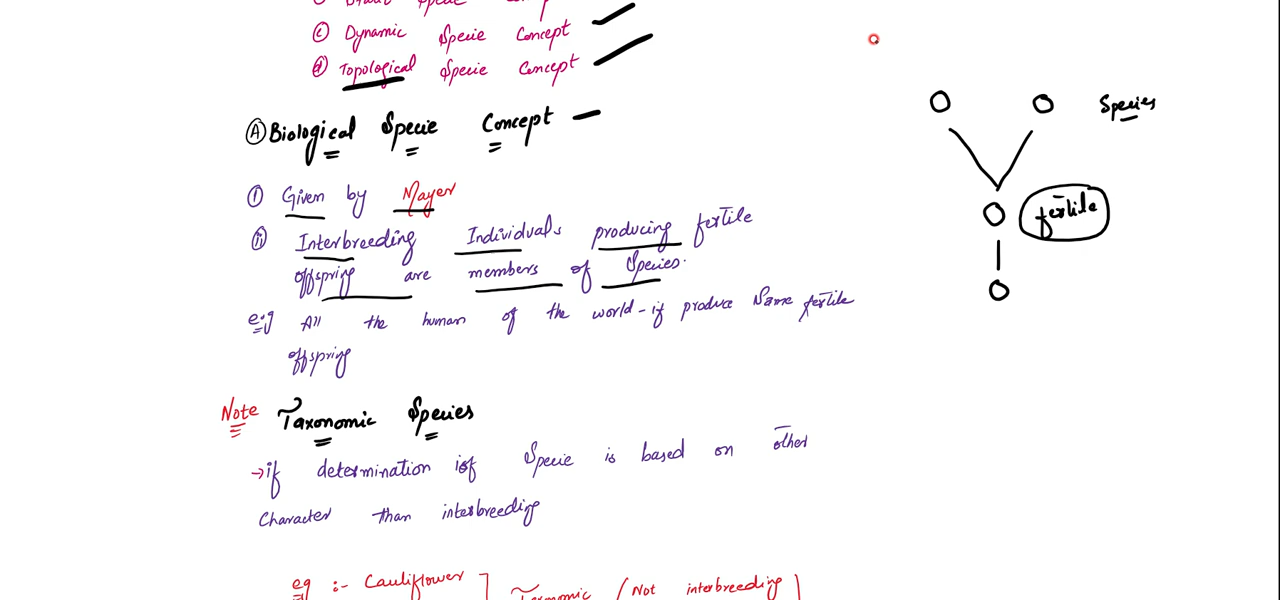 ⓒ Dynamic Specie Concept
ⓓ Topological Specie Concept
Ⓐ Biological Specie Concept
Species
① Given by Mayer
fertile
ⓘⓘ Interbreeding Individuals producing fertile
offspring are members of Species.
e.g All the human of the world - if produce Same fertile
offspring
Note Taxonomic Species
→ if determination of Specie is based on other
Character than interbreeding
eg :- Cauliflower ] Taxonomic (Not interbreeding)